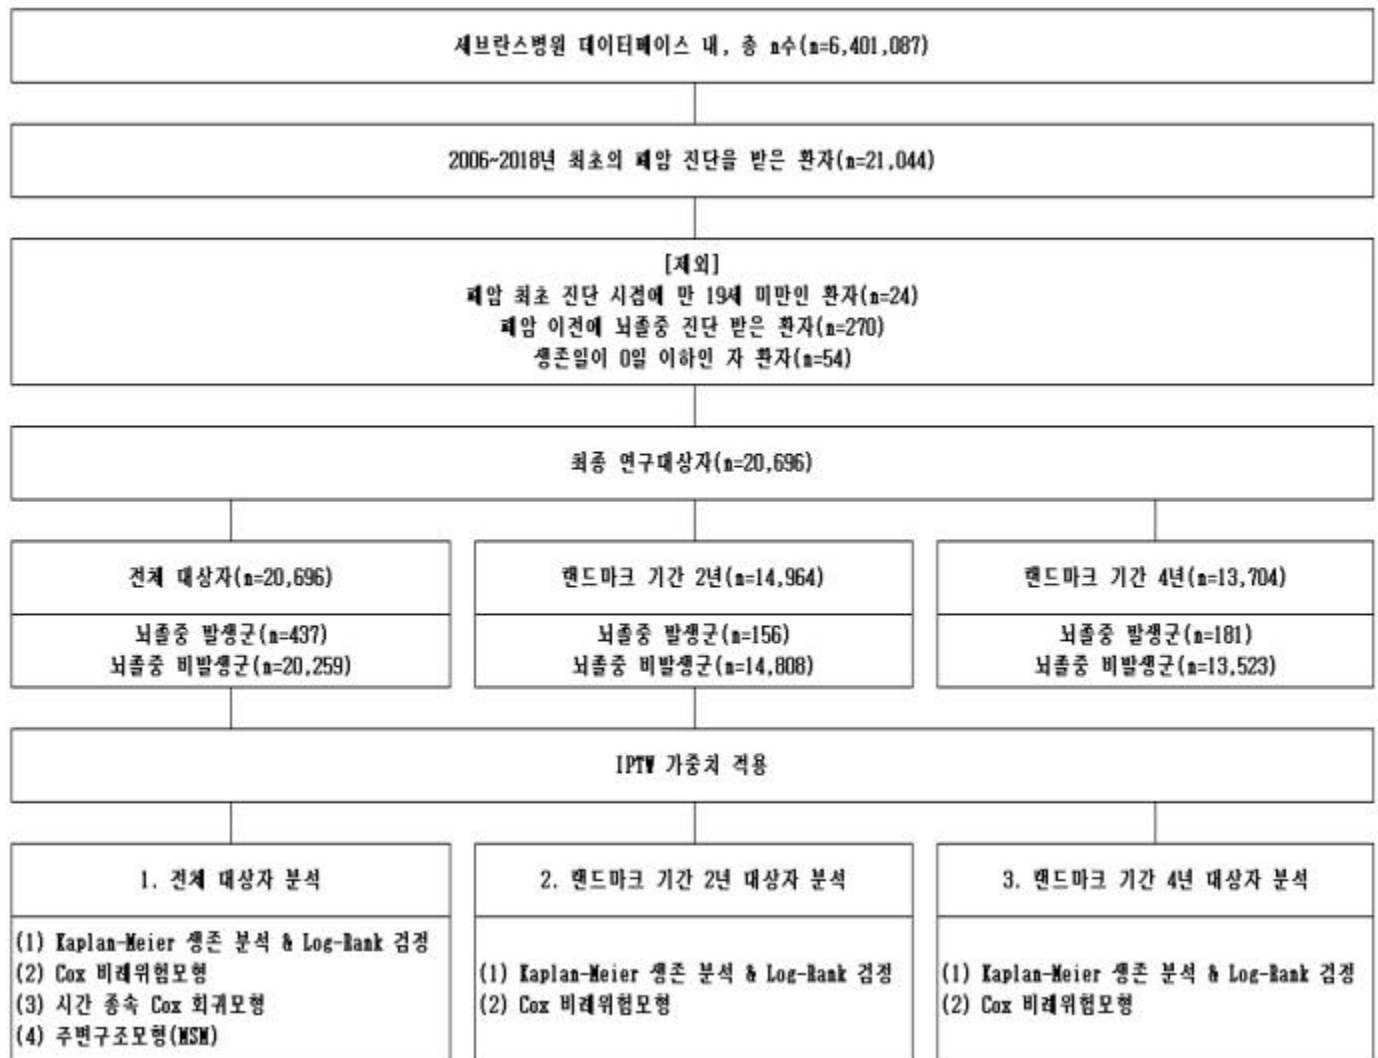 세브란스병원 데이터베이스 내, 총 n수(n=6,401,087)
2006~2018년 최초의 폐암 진단을 받은 환자(n=21,044)
[제외]
폐암 최초 진단 시점에 만 19세 미만인 환자(n=24)
폐암 이전에 뇌졸중 진단 받은 환자(n=270)
생존일이 0일 이하인 자 환자(n=54)
최종 연구대상자(n=20,696)
전체 대상자(n=20,696)
뇌졸중 발생군(n=437)
뇌졸중 비발생군(n=20,259)
랜드마크 기간 2년(n=14,964)
뇌졸중 발생군(n=156)
뇌졸중 비발생군(n=14,808)
랜드마크 기간 4년(n=13,704)
뇌졸중 발생군(n=181)
뇌졸중 비발생군(n=13,523)
IPTW 가중치 적용
1. 전체 대상자 분석
(1) Kaplan-Meier 생존 분석 & Log-Rank 검정
(2) Cox 비례위험모형
(3) 시간 종속 Cox 회귀모형
(4) 주변구조모형(MSM)
2. 랜드마크 기간 2년 대상자 분석
(1) Kaplan-Meier 생존 분석 & Log-Rank 검정
(2) Cox 비례위험모형
3. 랜드마크 기간 4년 대상자 분석
(1) Kaplan-Meier 생존 분석 & Log-Rank 검정
(2) Cox 비례위험모형